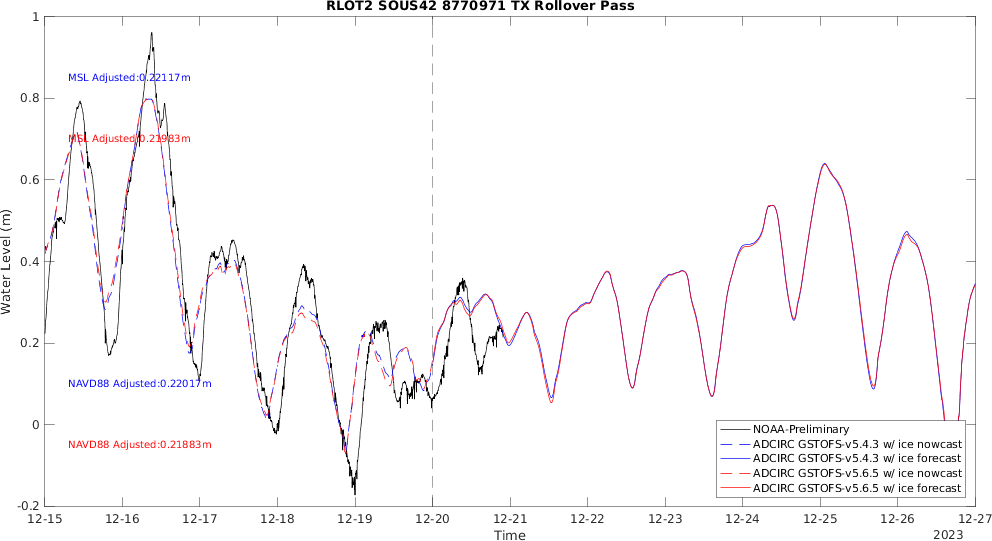 RLOT2 SOUS42 8770971 TX Rollover Pass
1
0.8
0.6
0.4
0.2
0
-0.2
Water Level (m)
MSL Adjusted:0.22117m
MSL Adjusted:0.21983m
NAVD88 Adjusted:0.22017m
NAVD88 Adjusted:0.21883m
NOAA-Preliminary
ADCIRC GSTOFS-v5.4.3 w/ ice nowcast
ADCIRC GSTOFS-v5.4.3 w/ ice forecast
ADCIRC GSTOFS-v5.6.5 w/ ice nowcast
ADCIRC GSTOFS-v5.6.5 w/ ice forecast
12-15 12-16 12-17 12-18 12-19 12-20 12-21 12-22 12-23 12-24 12-25 12-26 12-27
Time
2023